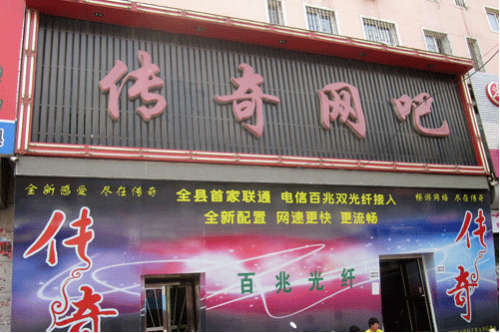 传奇网吧
全新感爱 尽在传奇
全县首家联通 电信百兆双光纤接入
畅游网络 尽在传奇
全新配置 网速更快 更流畅
传奇
百兆光纤
传奇